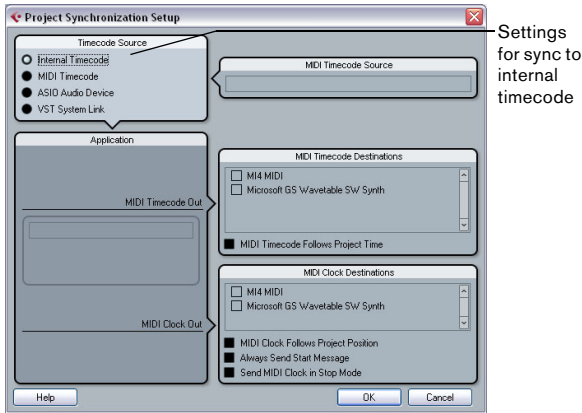 Project Synchronization Setup
Timecode Source
Internal Timecode
MIDI Timecode
ASIO Audio Device
VST System Link
MIDI Timecode Source
Settings
for sync to
internal
timecode
Application
MIDI Timecode Out
MIDI Clock Out
MIDI Timecode Destinations
MI4 MIDI
Microsoft GS Wavetable SW Synth
MIDI Timecode Follows Project Time
MIDI Clock Destinations
MI4 MIDI
Microsoft GS Wavetable SW Synth
MIDI Clock Follows Project Position
Always Send Start Message
Send MIDI Clock in Stop Mode
Help
OK
Cancel